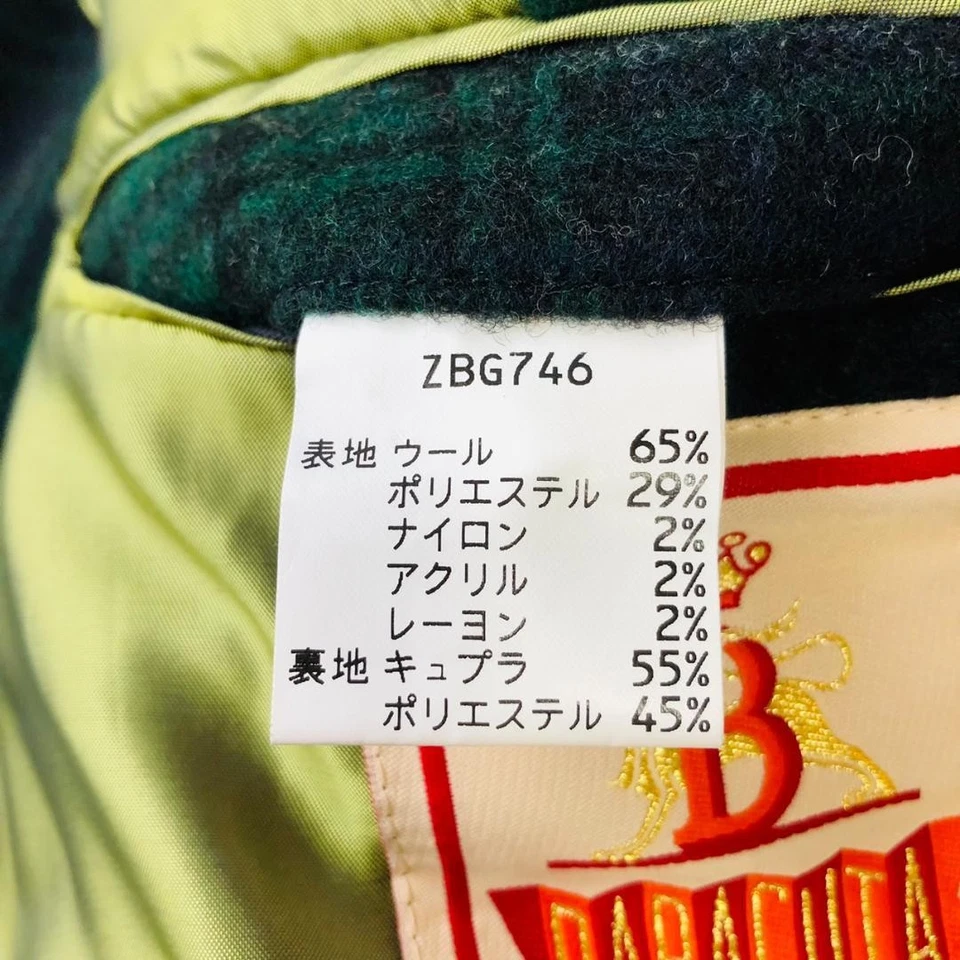 ZBG746
表地 ウール 65%
ポリエステル 29%
ナイロン 2%
アクリル 2%
レーヨン 2%
裏地 キュプラ 55%
ポリエステル 45%
B
BARACUTA